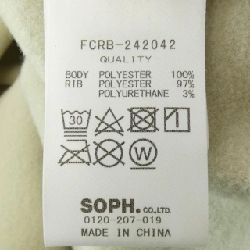 FCRB-242042
QUALITY
BODY POLYESTER 100%
RIB POLYESTER 97%
POLYURETHANE 3%
30
W
SOPH.CO.,LTD.
0120-207-019
MADE IN CHINA